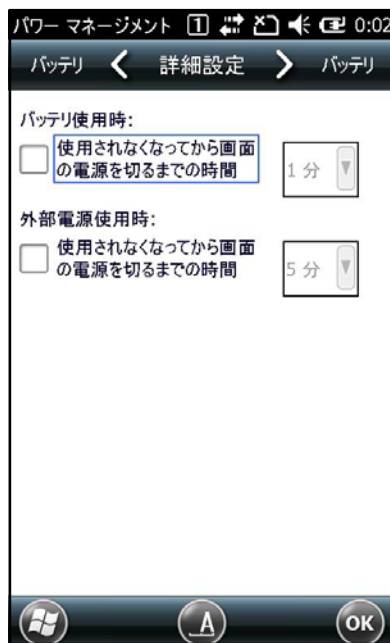 パワー マネージメント 1 0:02
バッテリ 詳細設定 バッテリ
バッテリ使用時:
使用されなくなってから画面
の電源を切るまでの時間
1 分
外部電源使用時:
使用されなくなってから画面
の電源を切るまでの時間
5 分
A
OK